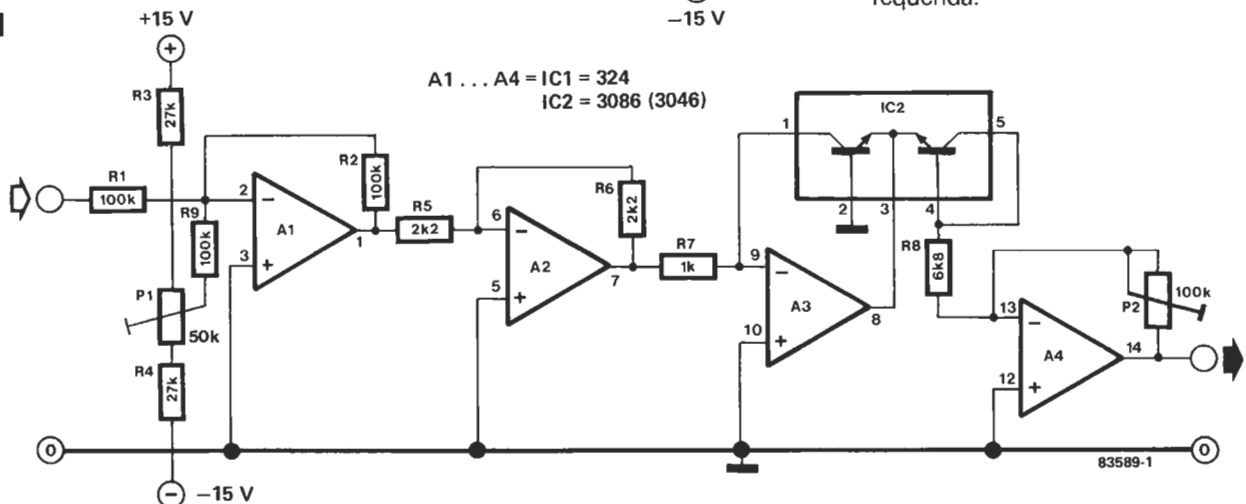 requerida.
-15 V
+15 V
+
A1 . . . A4 = IC1 = 324
IC2 = 3086 (3046)
R3
27k
R1
100k
R9
100k
P1
50k
R4
27k
−
-15 V
2
−
A1
3
+
1
R2
100k
R5
2k2
6
−
A2
5
+
7
R6
2k2
R7
1k
9
−
A3
10
+
8
IC2
1
2
3
4
5
R8
6k8
13
−
A4
12
+
14
P2
100k
0
0
83589-1